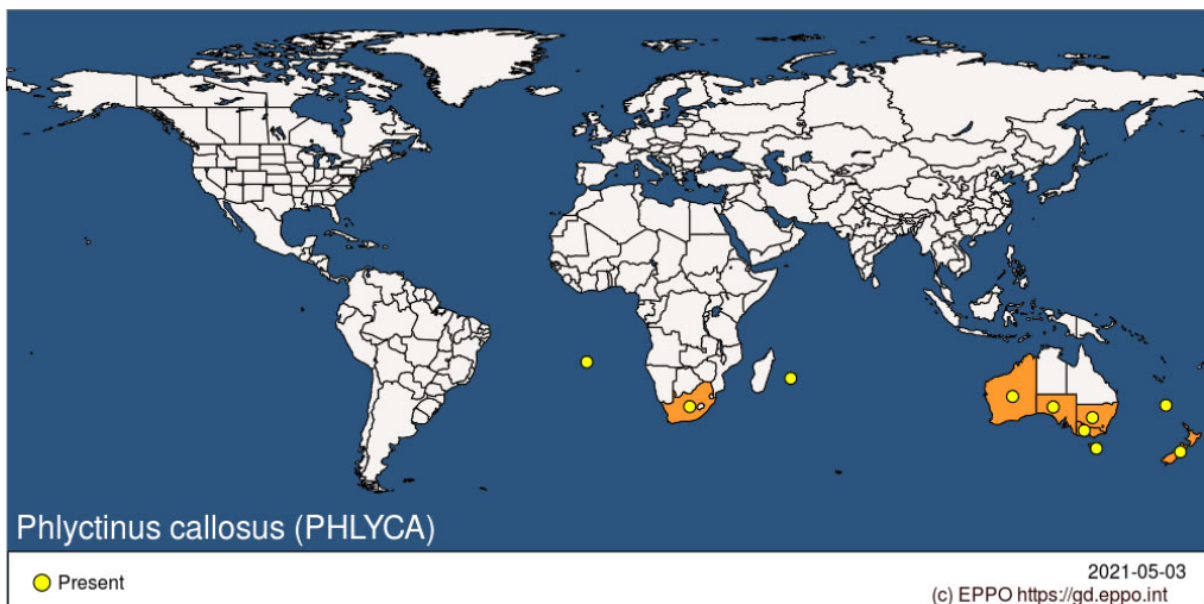 Phlyctinus callosus (PHLYCA)
Present
2021-05-03
(c) EPPO https://gd.eppo.int